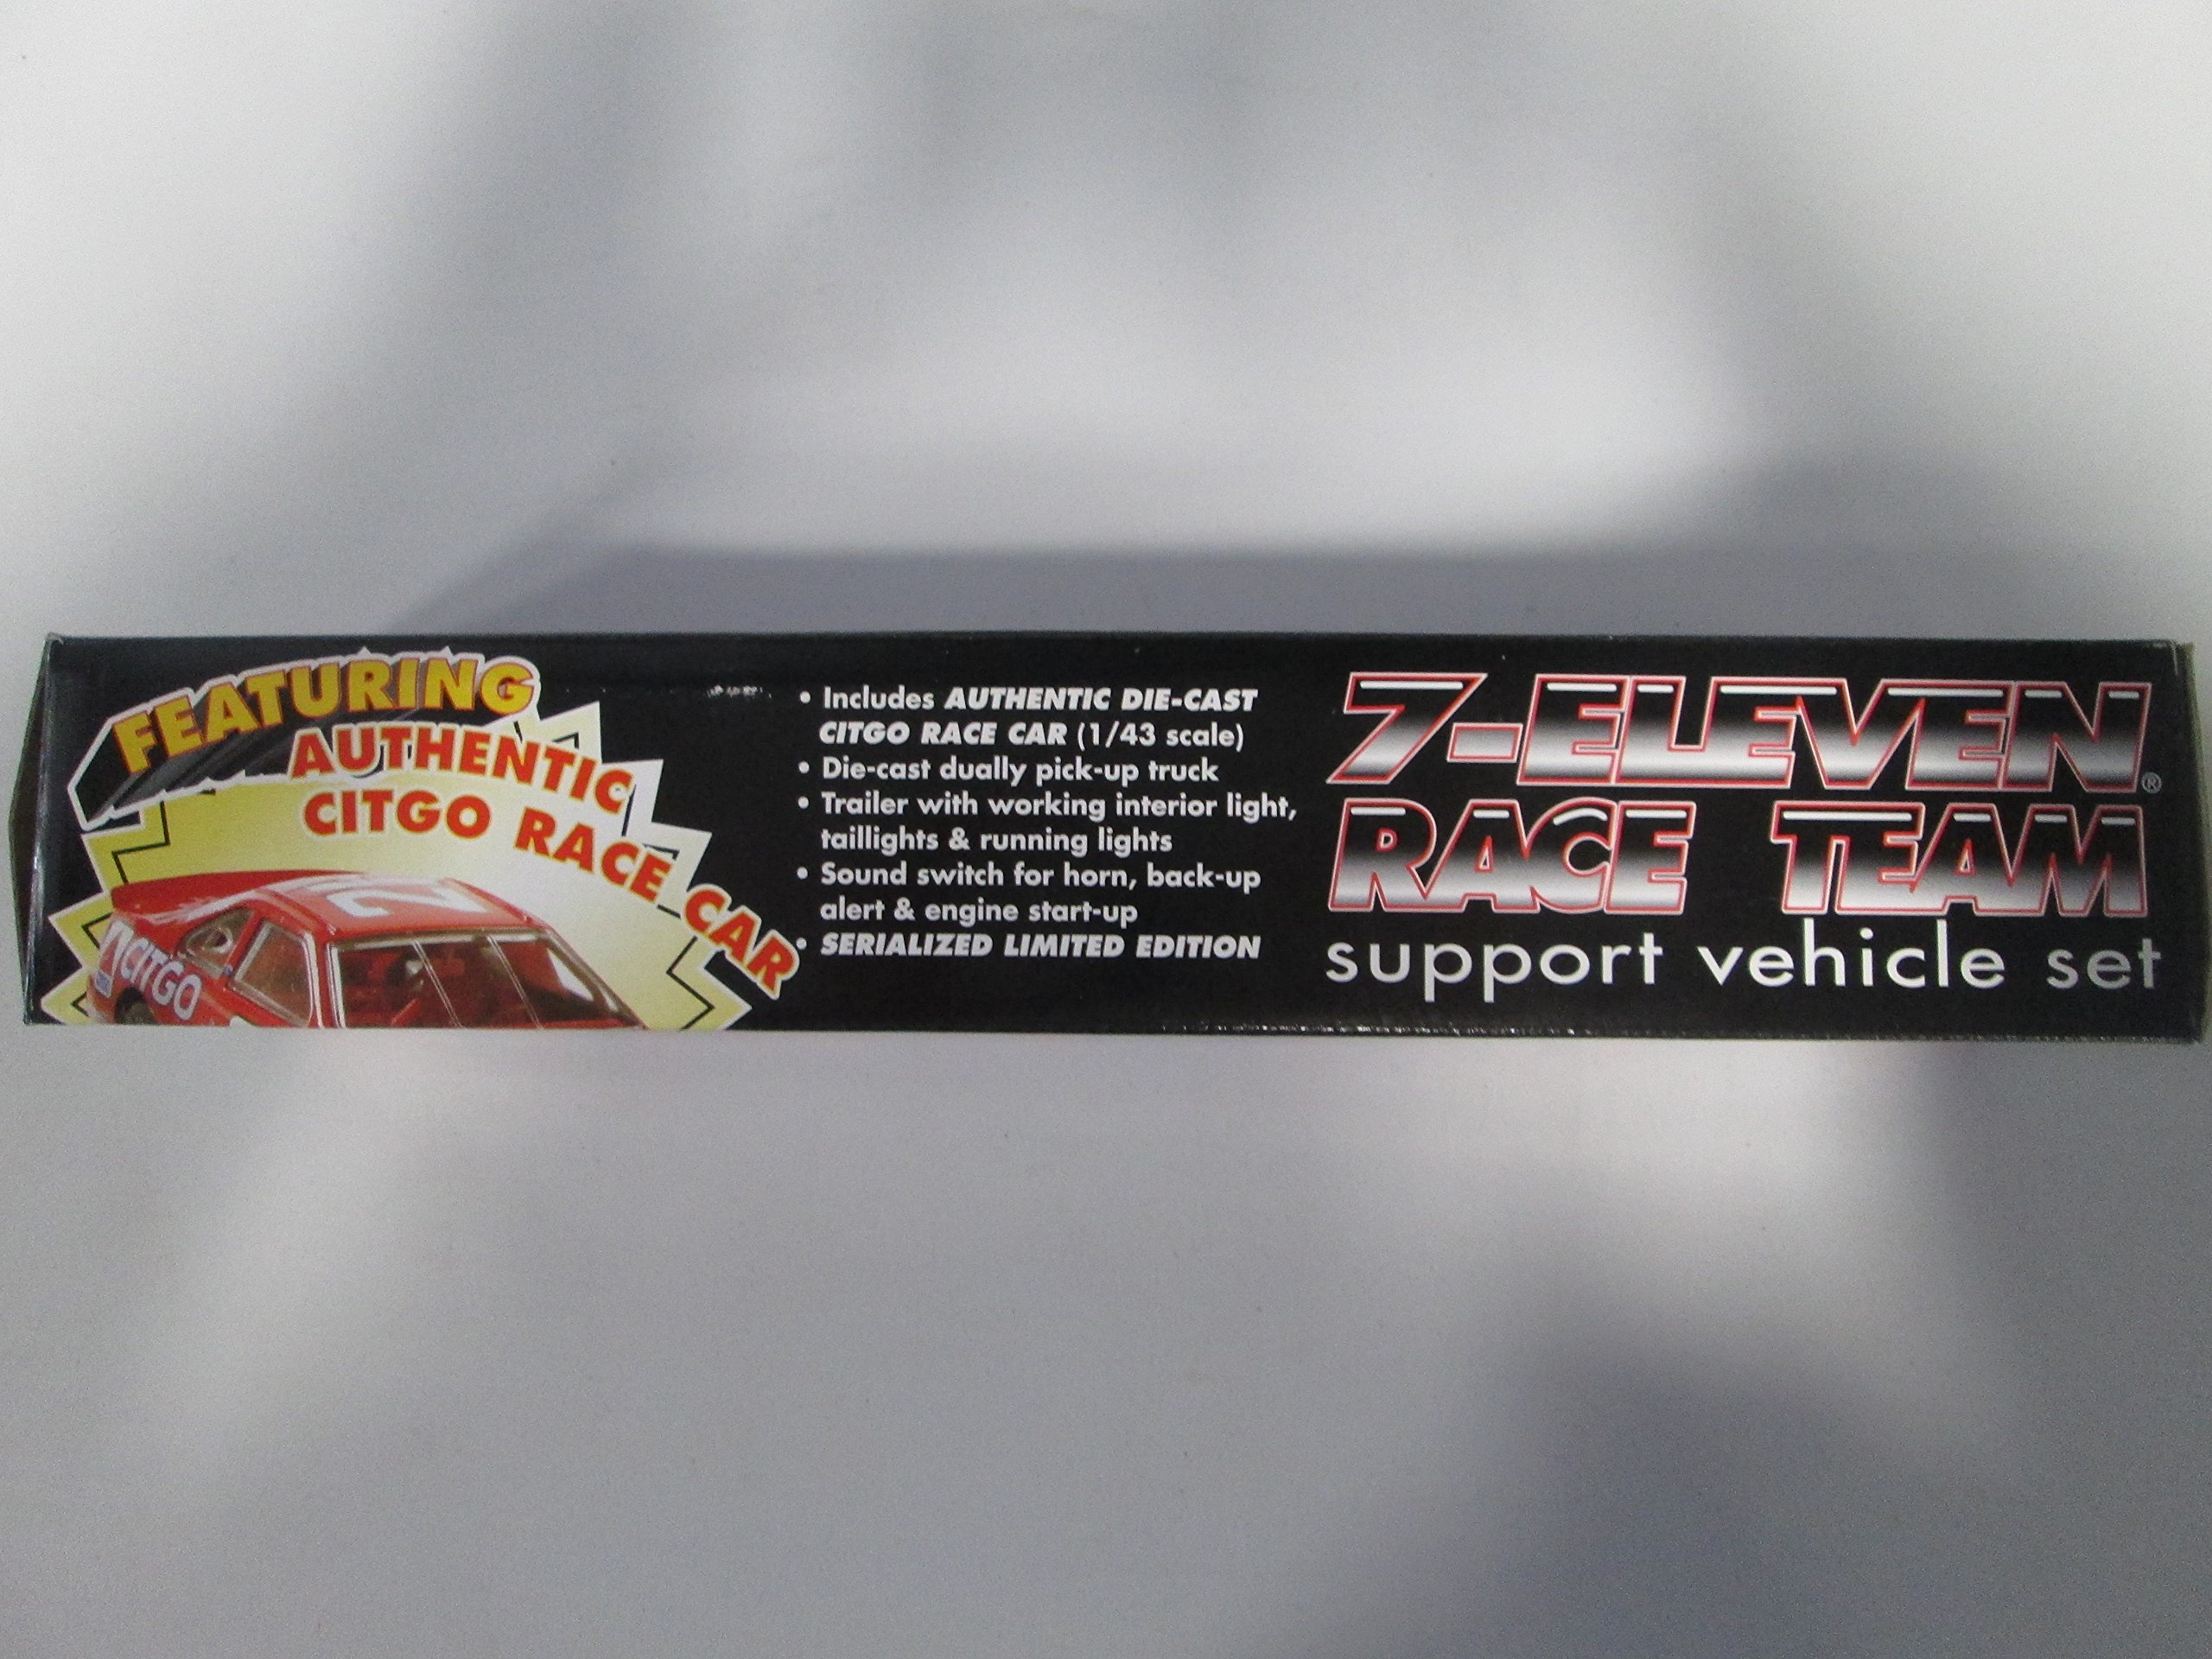 FEATURING
AUTHENTIC
CITGO RACE CAR
CITGO
• Includes AUTHENTIC DIE-CAST
CITGO RACE CAR (1/43 scale)
• Die-cast dually pick-up truck
• Trailer with working interior light,
taillights & running lights
• Sound switch for horn, back-up
alert & engine start-up
• SERIALIZED LIMITED EDITION
7-ELEVEN®
RACE TEAM
support vehicle set